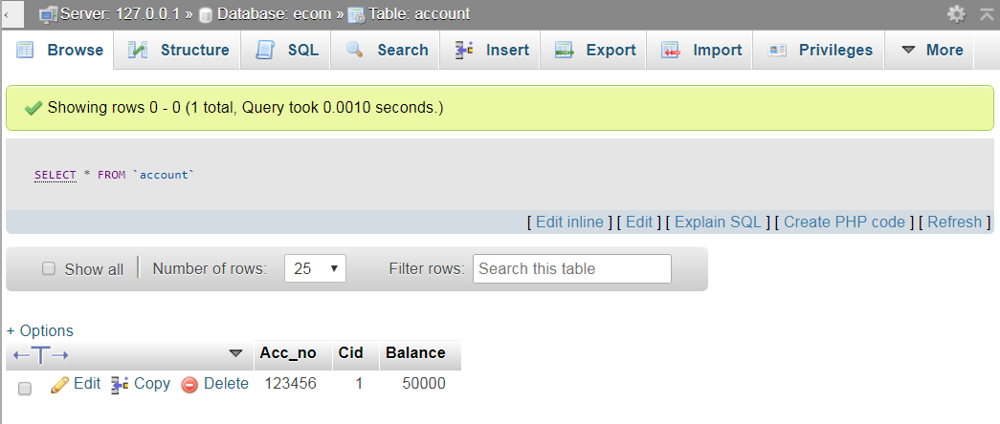 Server: 127.0.0.1 » Database: ecom » Table: account
Browse Structure SQL Search Insert Export Import Privileges More
Showing rows 0 - 0 (1 total, Query took 0.0010 seconds.)
SELECT * FROM `account`
[ Edit inline ] [ Edit ] [ Explain SQL ] [ Create PHP code ] [ Refresh ]
Show all Number of rows: 25 Filter rows: Search this table
+ Options
Acc_no Cid Balance
Edit Copy Delete 123456 1 50000